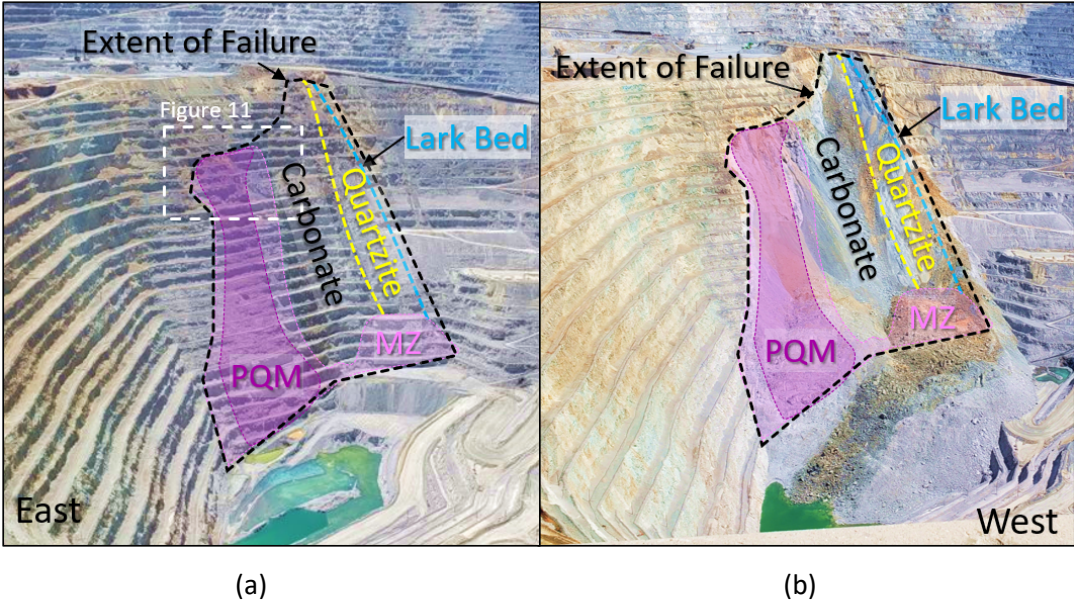 Extent of Failure
Figure 11
Lark Bed
Quartzite
Carbonate
MZ
PQM
East
Extent of Failure
Lark Bed
Quartzite
Carbonate
MZ
PQM
West
(a)
(b)